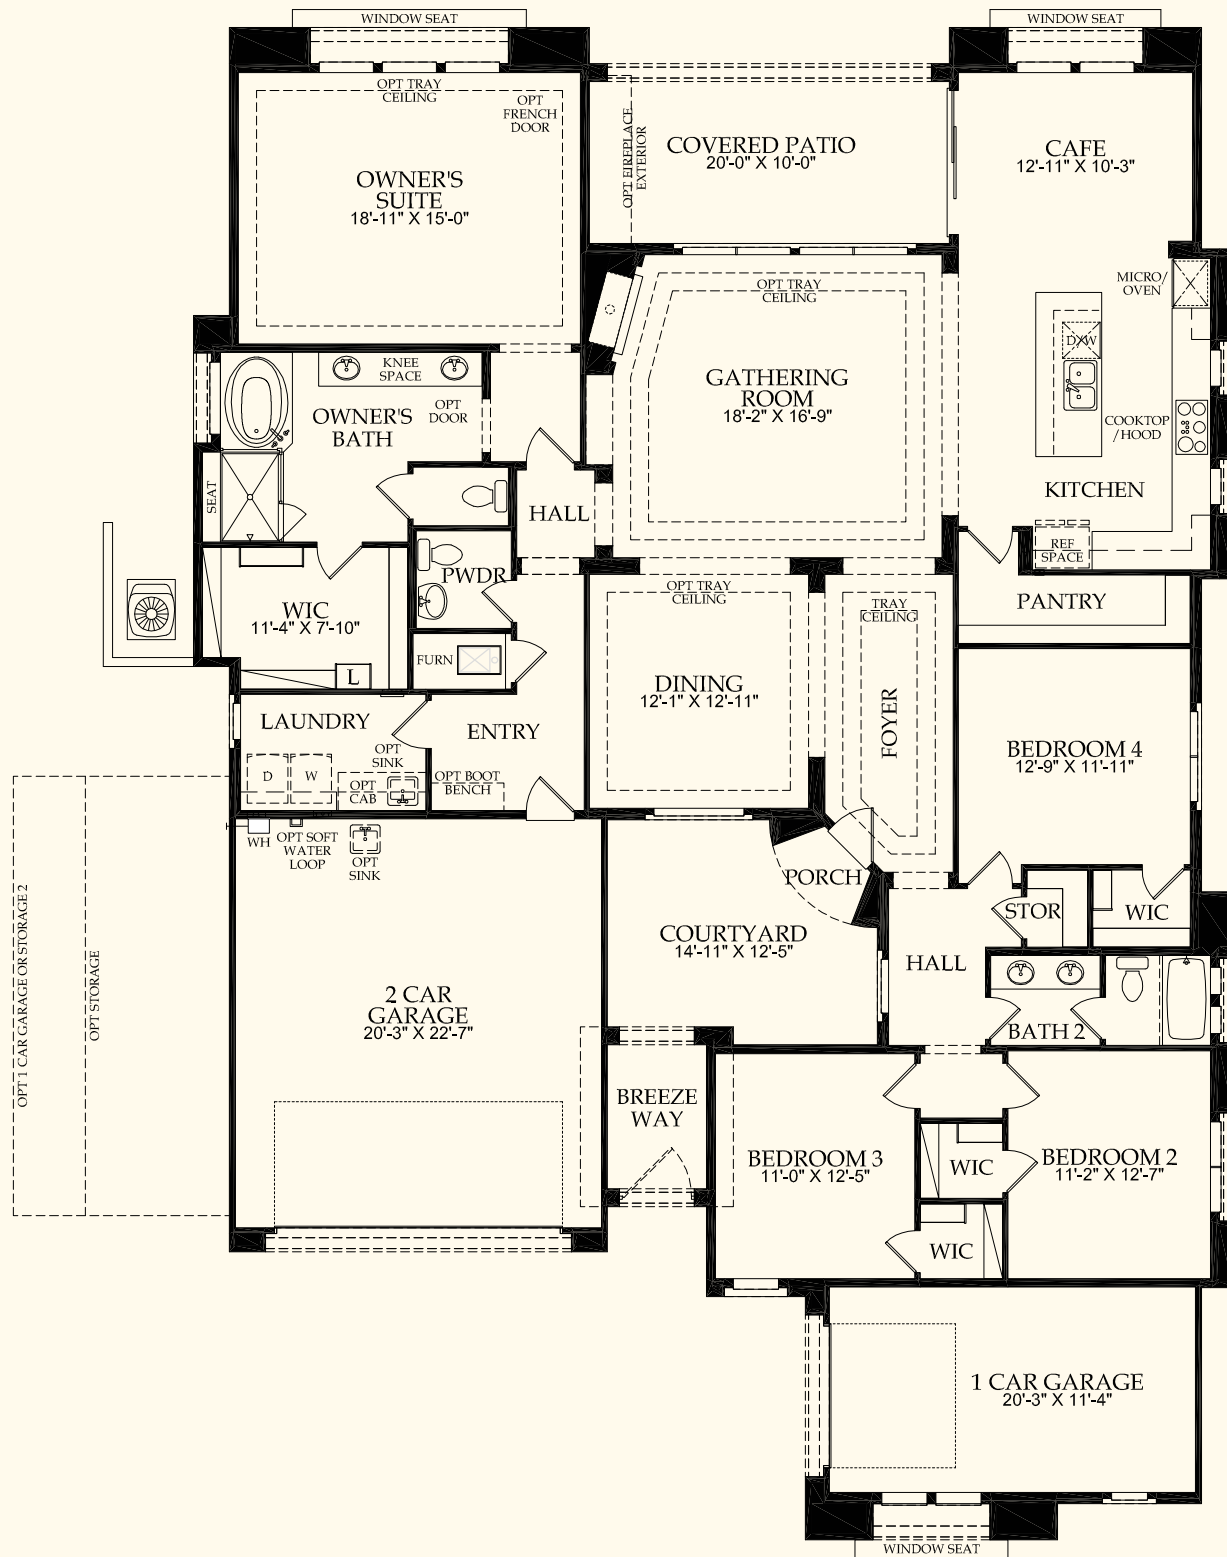 WINDOW SEAT
WINDOW SEAT
OPT TRAY
CEILING
OPT
FRENCH
DOOR
OWNER'S
SUITE
18'-11" X 15'-0"
OPT FIREPLACE
EXTERIOR
COVERED PATIO
20'-0" X 10'-0"
CAFE
12'-11" X 10'-3"
MICRO/
OVEN
OPT TRAY
CEILING
D/W
GATHERING
ROOM
18'-2" X 16'-9"
COOKTOP
/HOOD
KITCHEN
REF
SPACE
KNEE
SPACE
OWNER'S
BATH
OPT
DOOR
SEAT
HALL
PWDR
WIC
11'-4" X 7'-10"
L
FURN
OPT TRAY
CEILING
DINING
12'-1" X 12'-11"
TRAY
CEILING
FOYER
PANTRY
LAUNDRY
OPT
SINK
D
W
OPT
CAB
ENTRY
OPT BOOT
BENCH
BEDROOM 4
12'-9" X 11'-11"
WH
OPT SOFT
WATER
LOOP
OPT
SINK
PORCH
STOR
WIC
COURTYARD
14'-11" X 12'-5"
HALL
BATH 2
OPT 1 CAR GARAGE OR STORAGE 2
OPT STORAGE
2 CAR
GARAGE
20'-3" X 22'-7"
BREEZE
WAY
BEDROOM 3
11'-0" X 12'-5"
WIC
BEDROOM 2
11'-2" X 12'-7"
WIC
1 CAR GARAGE
20'-3" X 11'-4"
WINDOW SEAT